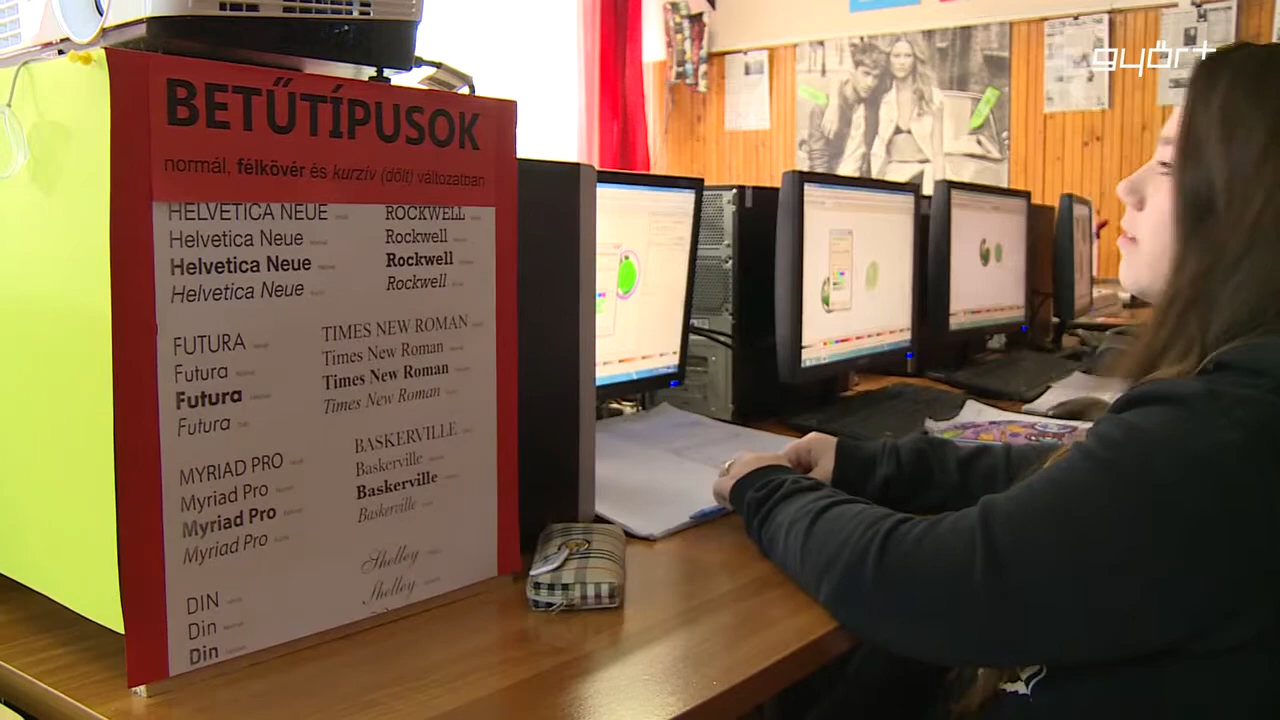 győr+
BETŰTÍPUSOK
normál, félkövér és kurzív (dőlt) változatban
HELVETICA NEUE
Helvetica Neue
Helvetica Neue
Helvetica Neue
FUTURA
Futura
Futura
Futura
MYRIAD PRO
Myriad Pro
Myriad Pro
Myriad Pro
DIN
Din
Din
ROCKWELL
Rockwell
Rockwell
Rockwell
TIMES NEW ROMAN
Times New Roman
Times New Roman
Times New Roman
BASKERVILLE
Baskerville
Baskerville
Baskerville
Shelley
Shelley